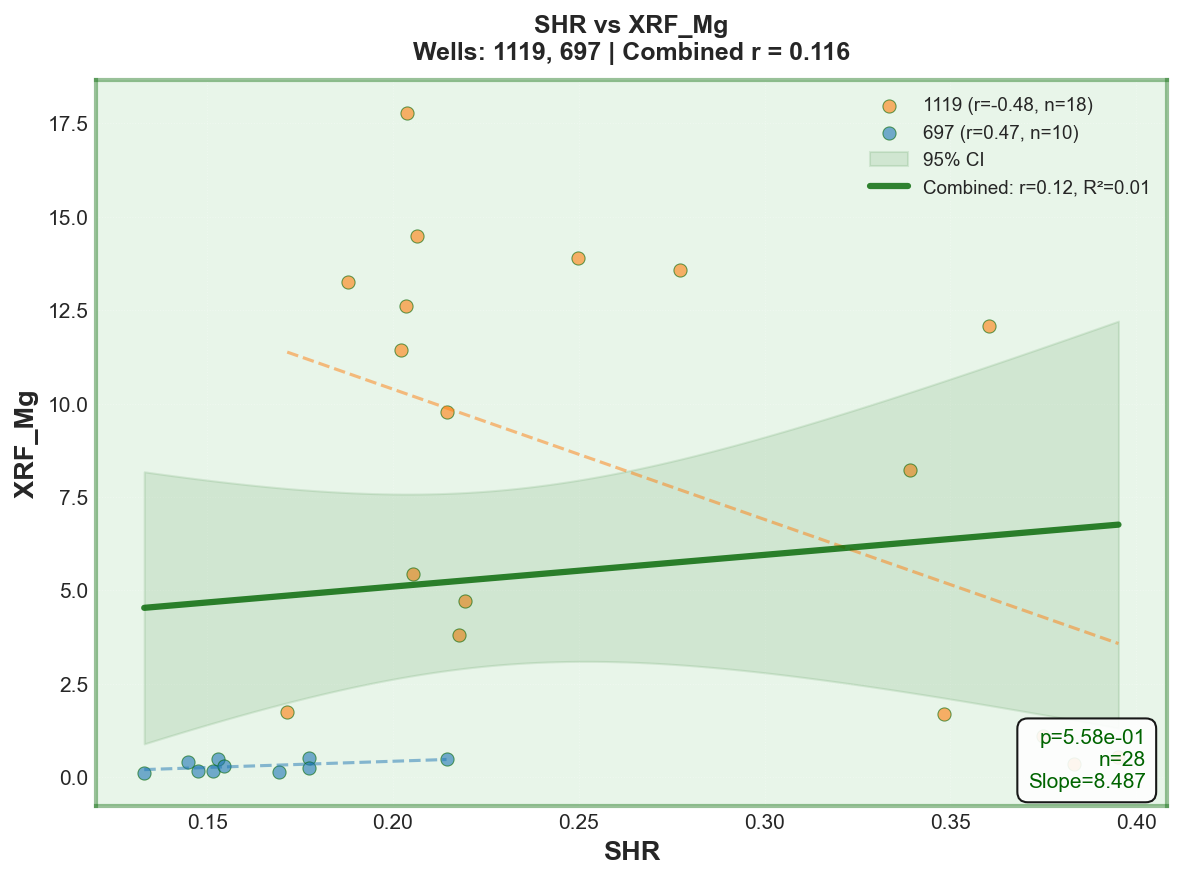 SHR vs XRF_Mg
Wells: 1119, 697 | Combined r = 0.116
1119 (r=-0.48, n=18)
697 (r=0.47, n=10)
95% CI
Combined: r=0.12, R²=0.01
17.5
15.0
12.5
10.0
7.5
5.0
2.5
0.0
XRF_Mg
p=5.58e-01
n=28
Slope=8.487
0.15
0.20
0.25
0.30
0.35
0.40
SHR